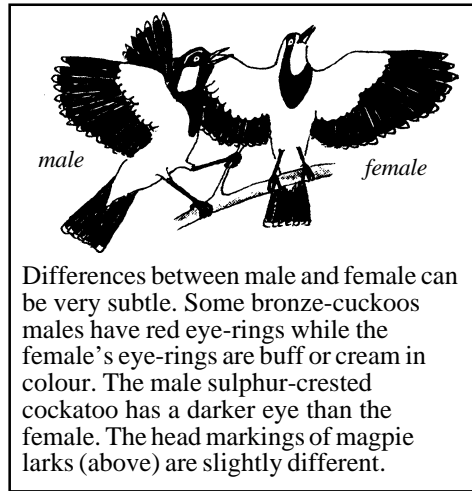 male
female
Differences between male and female can
be very subtle. Some bronze-cuckoos
males have red eye-rings while the
female's eye-rings are buff or cream in
colour. The male sulphur-crested
cockatoo has a darker eye than the
female. The head markings of magpie
larks (above) are slightly different.